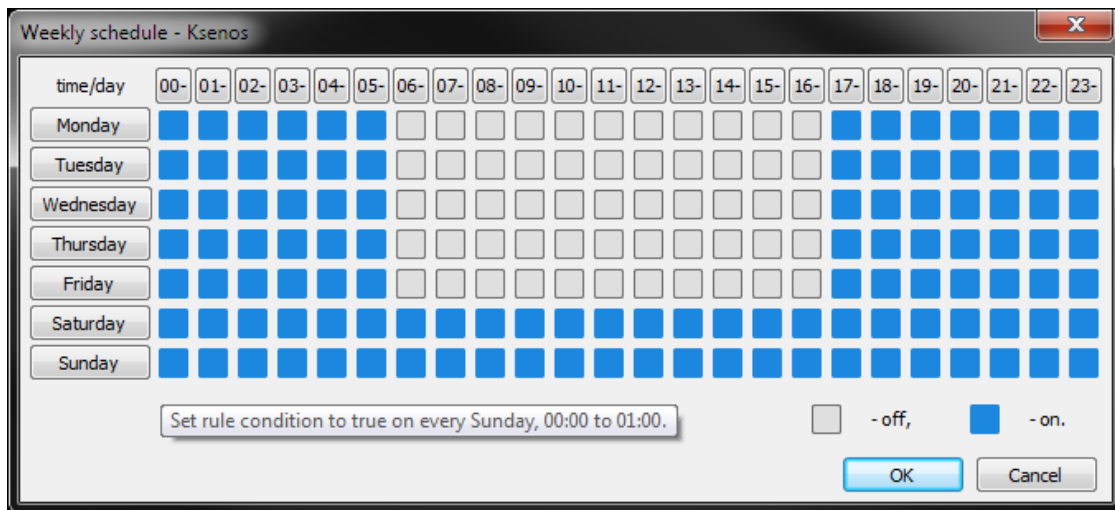 Weekly schedule - Ksenos
time/day 00- 01- 02- 03- 04- 05- 06- 07- 08- 09- 10- 11- 12- 13- 14- 15- 16- 17- 18- 19- 20- 21- 22- 23-
Monday
Tuesday
Wednesday
Thursday
Friday
Saturday
Sunday
Set rule condition to true on every Sunday, 00:00 to 01:00. - off, - on.
OK Cancel